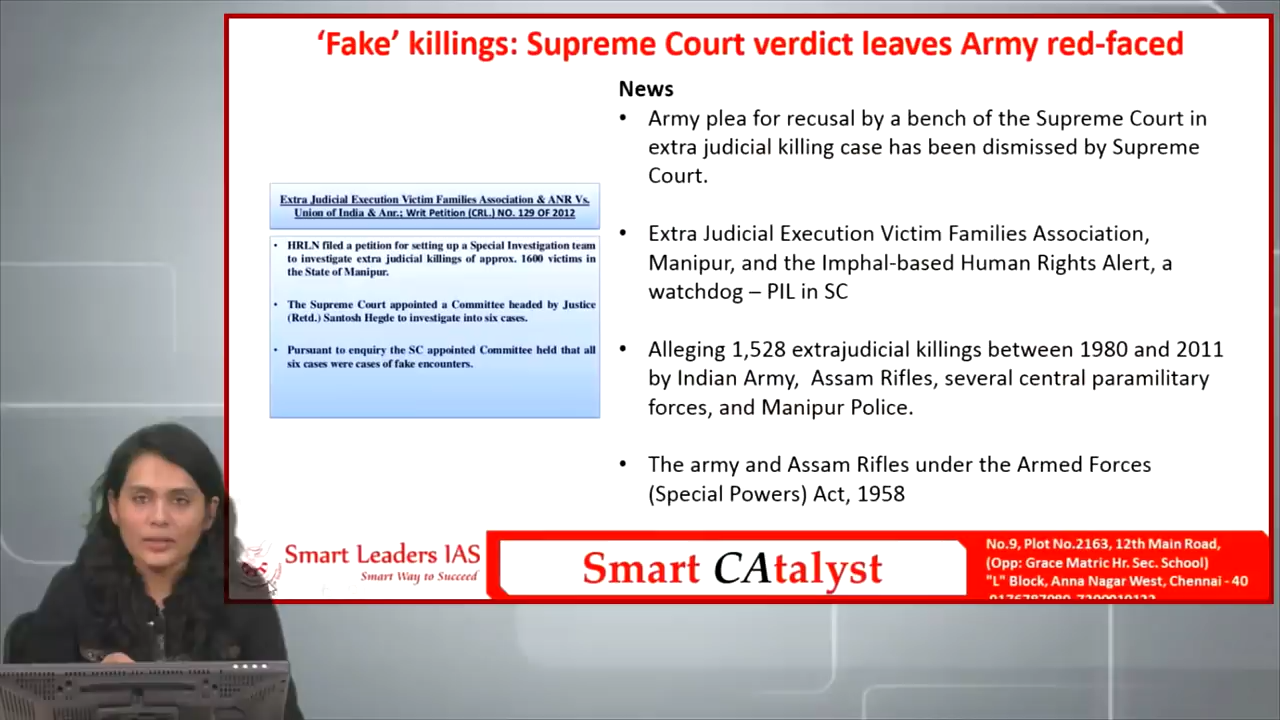 ‘Fake’ killings: Supreme Court verdict leaves Army red-faced
Extra Judicial Execution Victim Families Association & ANR Vs.
Union of India & Anr.; Writ Petition (CRL.) NO. 129 OF 2012
• HRLN filed a petition for setting up a Special Investigation team
to investigate extra judicial killings of approx. 1600 victims in
the State of Manipur.
• The Supreme Court appointed a Committee headed by Justice
(Retd.) Santosh Hegde to investigate into six cases.
• Pursuant to enquiry the SC appointed Committee held that all
six cases were cases of fake encounters.
News
• Army plea for recusal by a bench of the Supreme Court in
extra judicial killing case has been dismissed by Supreme
Court.
• Extra Judicial Execution Victim Families Association,
Manipur, and the Imphal-based Human Rights Alert, a
watchdog – PIL in SC
• Alleging 1,528 extrajudicial killings between 1980 and 2011
by Indian Army, Assam Rifles, several central paramilitary
forces, and Manipur Police.
• The army and Assam Rifles under the Armed Forces
(Special Powers) Act, 1958
Smart Leaders IAS
Smart Way to Succeed
Smart CAtalyst
No.9, Plot No.2163, 12th Main Road,
(Opp: Grace Matric Hr. Sec. School)
"L" Block, Anna Nagar West, Chennai - 40